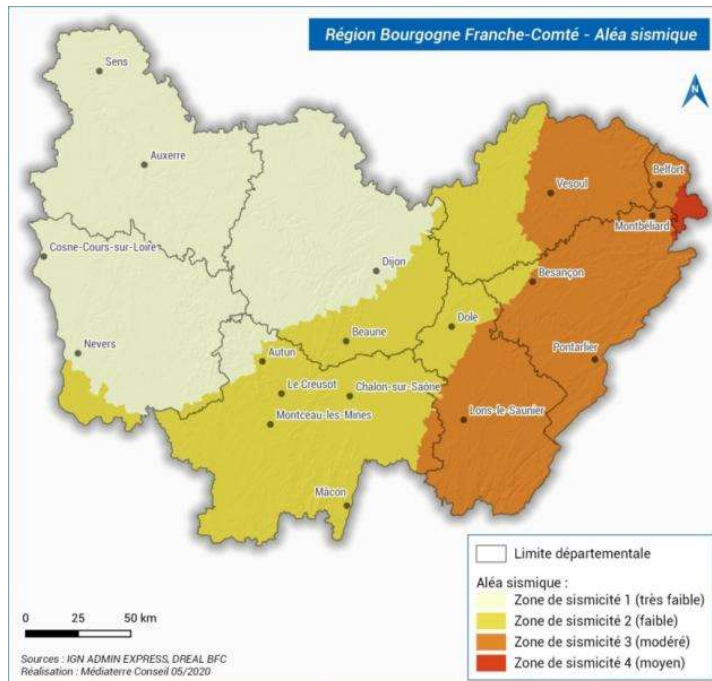 Région Bourgogne Franche-Comté - Aléa sismique
N
Sens
Auxerre
Vesoul
Belfort
Montbéliard
Cosne-Cours-sur-Loire
Dijon
Besançon
Dole
Beaune
Nevers
Autun
Pontarlier
Le Creusot
Chalon-sur-Saône
Montceau-les-Mines
Lons-le-Saunier
Mâcon
Limite départementale
Aléa sismique :
Zone de sismicité 1 (très faible)
Zone de sismicité 2 (faible)
Zone de sismicité 3 (modéré)
Zone de sismicité 4 (moyen)
0 25 50 km
Sources : IGN ADMIN EXPRESS, DREAL BFC
Réalisation : Médiaterre Conseil 05/2020